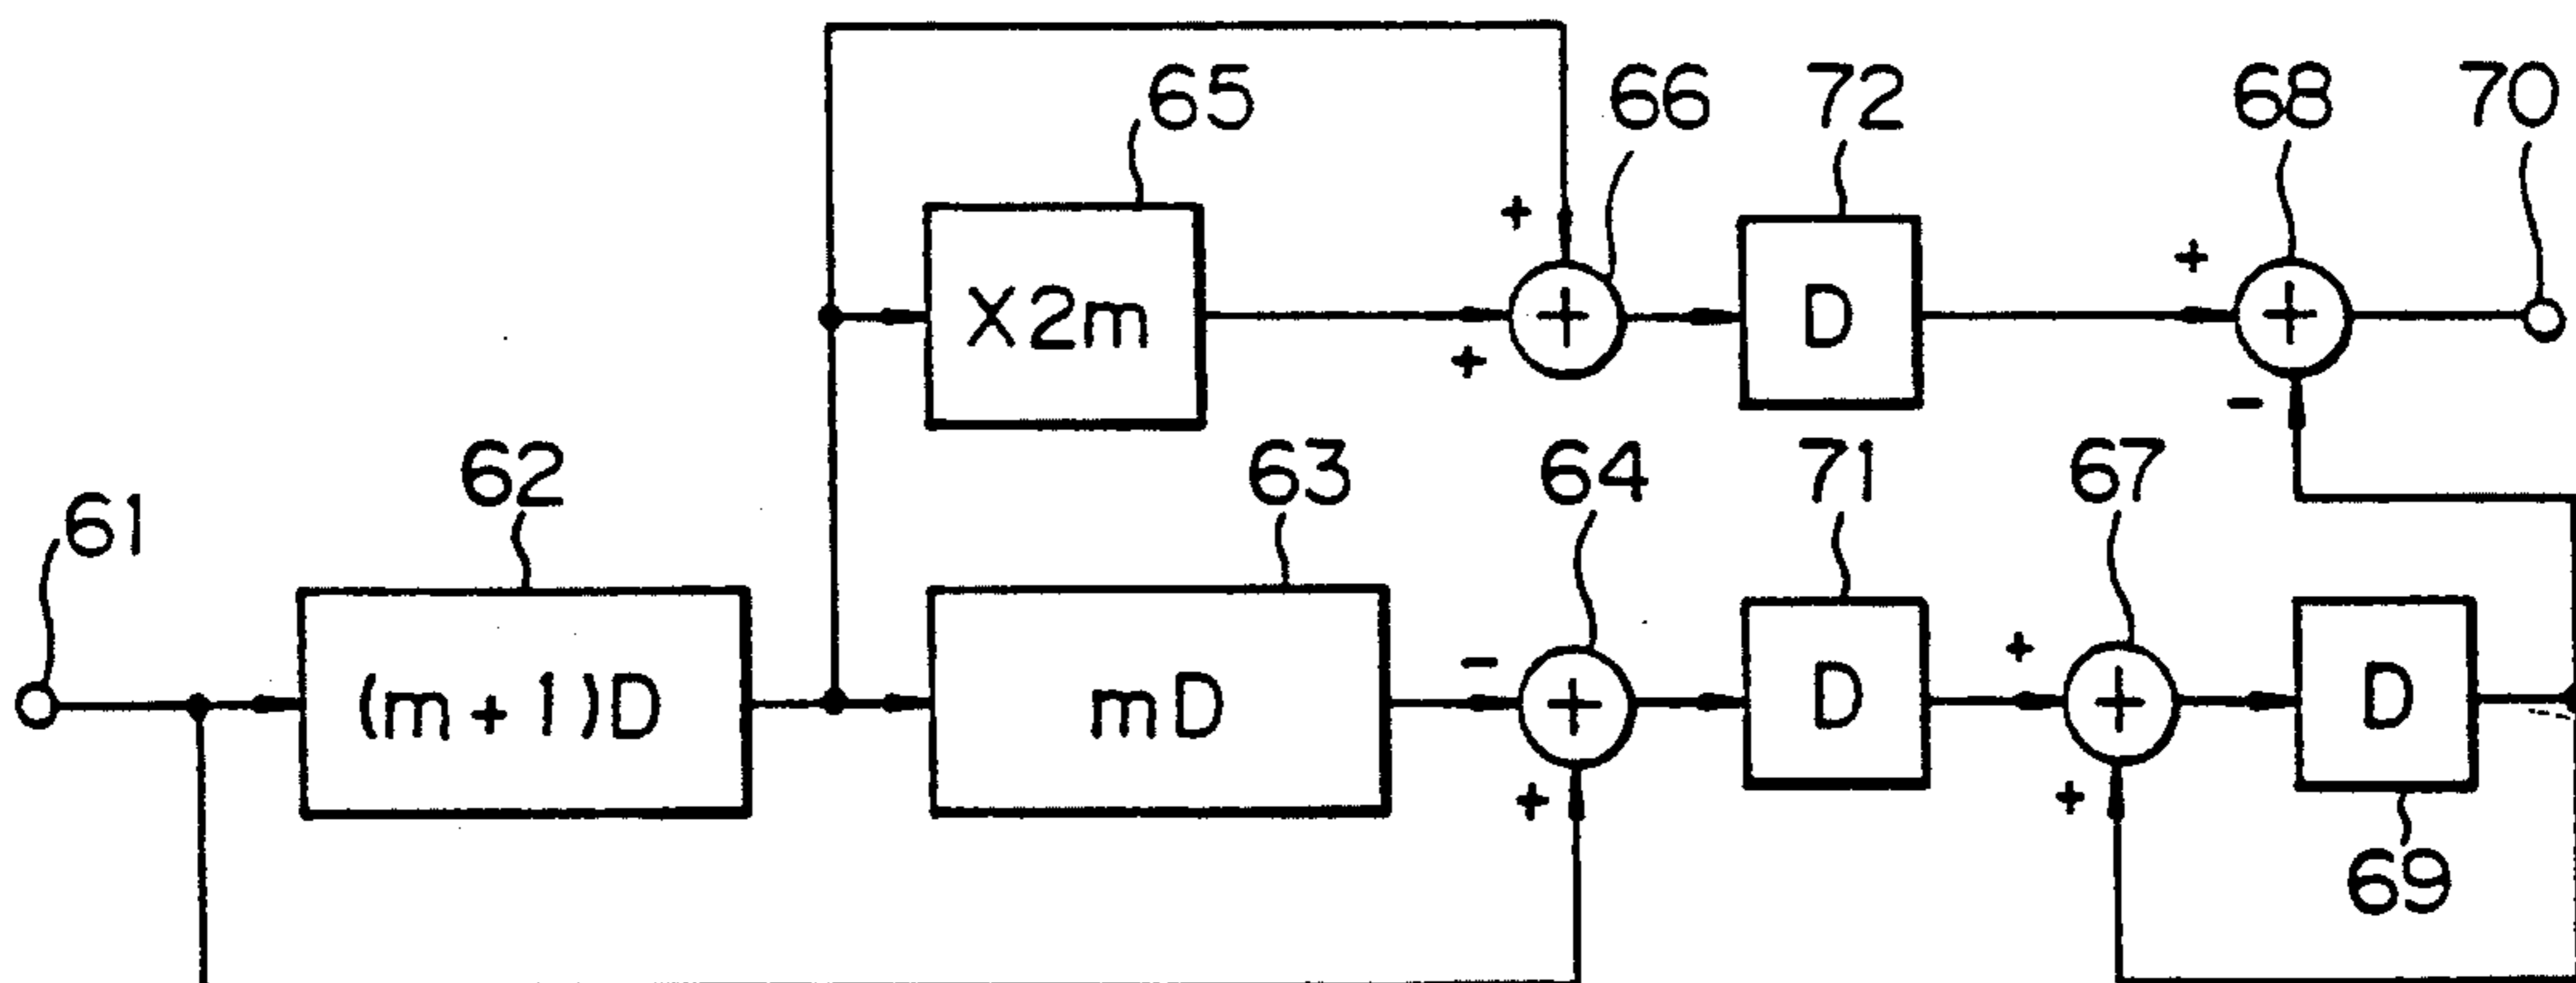 65 66 72 68 70
+ +
X2m + D +
+ -
61 62 63 64 71 67
- +
(m+1)D mD + D + D
+ +
69